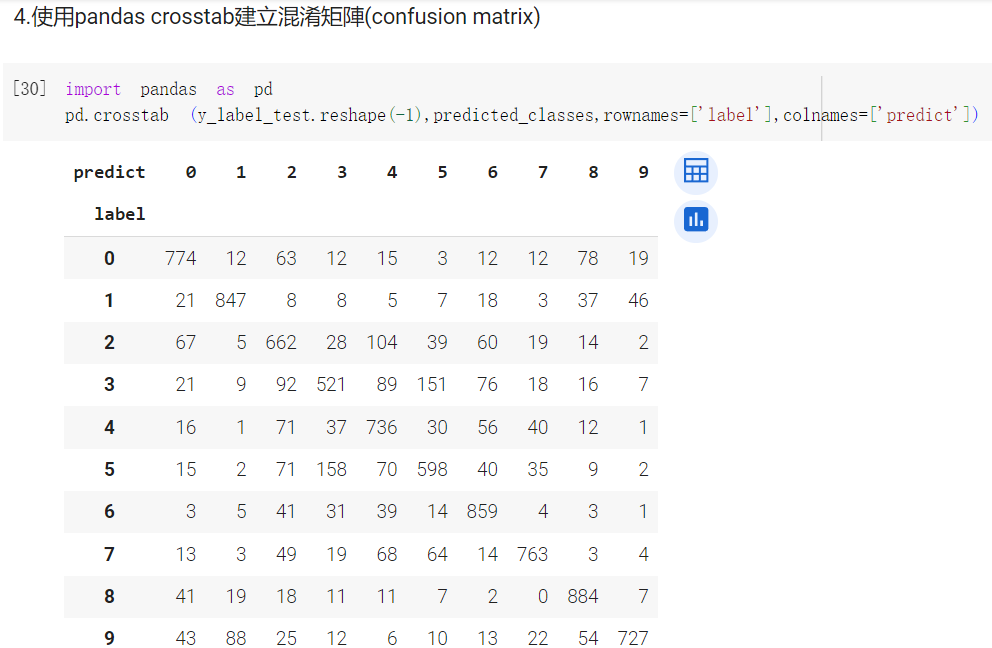 4.使用pandas crosstab建立混淆矩陣(confusion matrix)
[30] import pandas as pd
pd.crosstab (y_label_test.reshape(-1),predicted_classes,rownames=['label'],colnames=['predict'])
predict 0 1 2 3 4 5 6 7 8 9
label
0 774 12 63 12 15 3 12 12 78 19
1 21 847 8 8 5 7 18 3 37 46
2 67 5 662 28 104 39 60 19 14 2
3 21 9 92 521 89 151 76 18 16 7
4 16 1 71 37 736 30 56 40 12 1
5 15 2 71 158 70 598 40 35 9 2
6 3 5 41 31 39 14 859 4 3 1
7 13 3 49 19 68 64 14 763 3 4
8 41 19 18 11 11 7 2 0 884 7
9 43 88 25 12 6 10 13 22 54 727